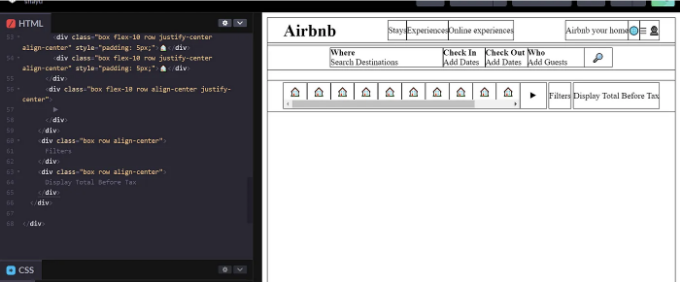 HTML
53 <div class="box flex-10 row justify-center
align-center" style="padding: 5px;">🏠</div>
54 <div class="box flex-10 row justify-center
align-center" style="padding: 5px;">🏠</div>
55 </div>
56 <div class="box flex-10 row align-center justify-
center">
57 ▶
58 </div>
59 </div>
60 <div class="box row align-center">
61 Filters
62 </div>
63 <div class="box row align-center">
64 Display Total Before Tax
65 </div>
66 </div>
67
68 </div>
CSS
Airbnb Stays Experiences Online experiences Airbnb your home
Where Check In Check Out Who
Search Destinations Add Dates Add Dates Add Guests
▶ Filters Display Total Before Tax